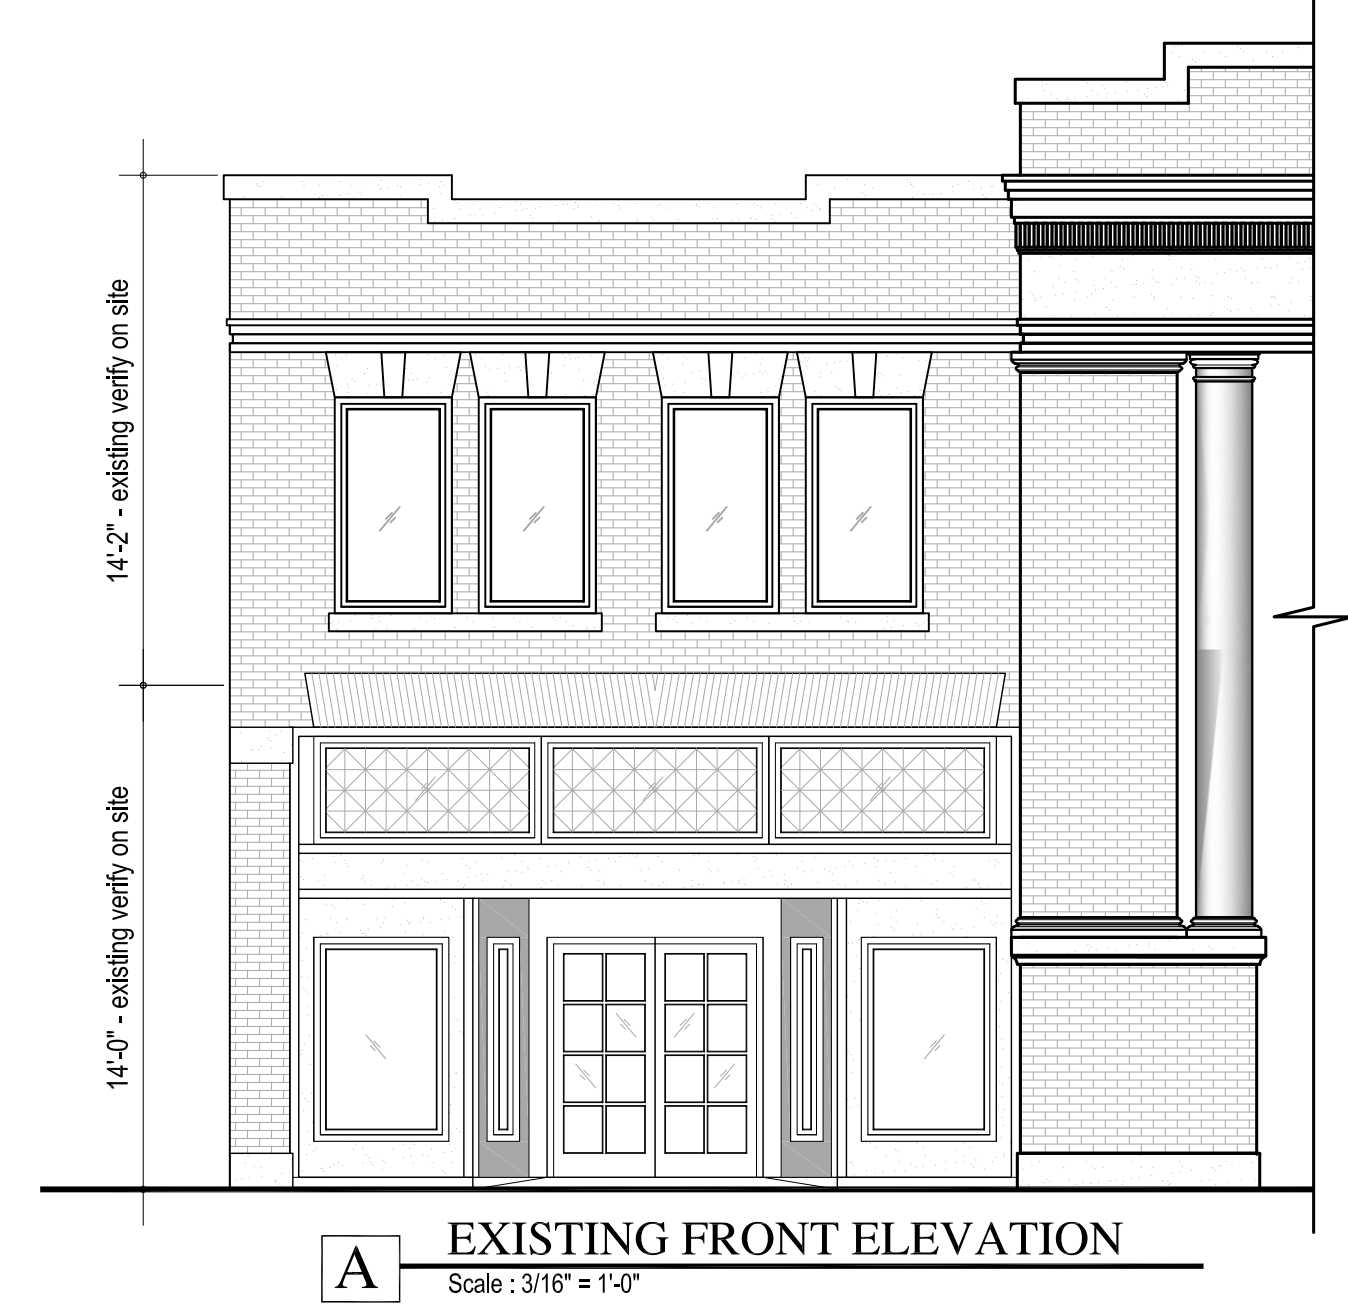 14'-2" - existing verify on site
14'-0" - existing verify on site
A
EXISTING FRONT ELEVATION
Scale : 3/16" = 1'-0"